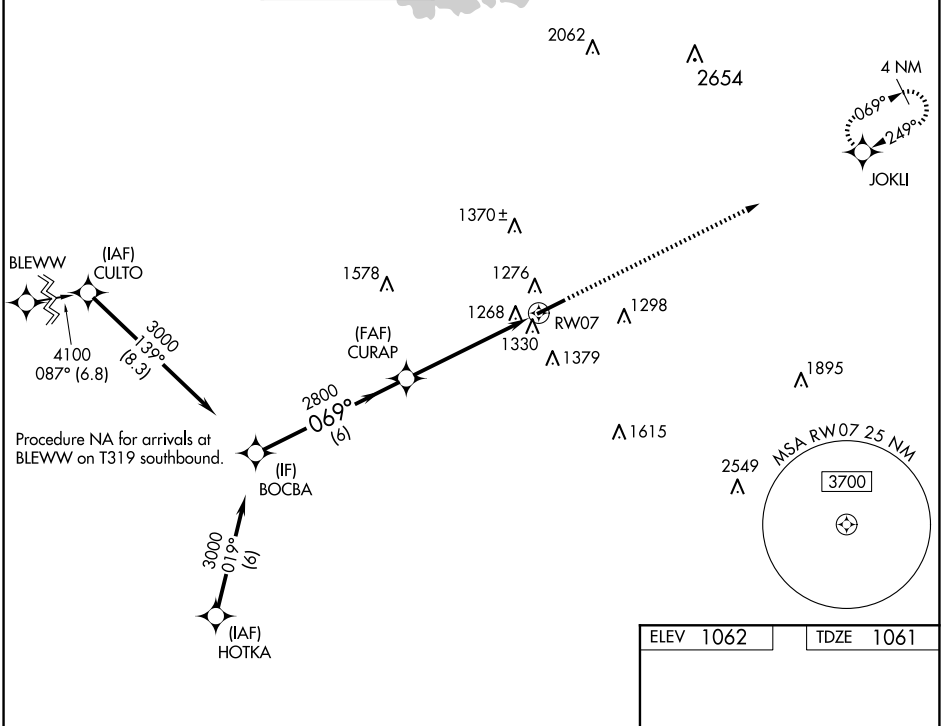 2062
2654
4 NM
069°
249°
JOKLI
1370 ±
BLEWW
(IAF)
CULTO
1578
1276
1268
RW07
1298
1330
(FAF)
CURAP
1379
4100
087° (6.8)
3000
139°
(8.3)
1895
2800
069°
(6)
Procedure NA for arrivals at
BLEWW on T319 southbound.
1615
MSA RW07 25 NM
2549
3700
(IF)
BOCBA
3000
019°
(6)
(IAF)
HOTKA
ELEV 1062
TDZE 1061